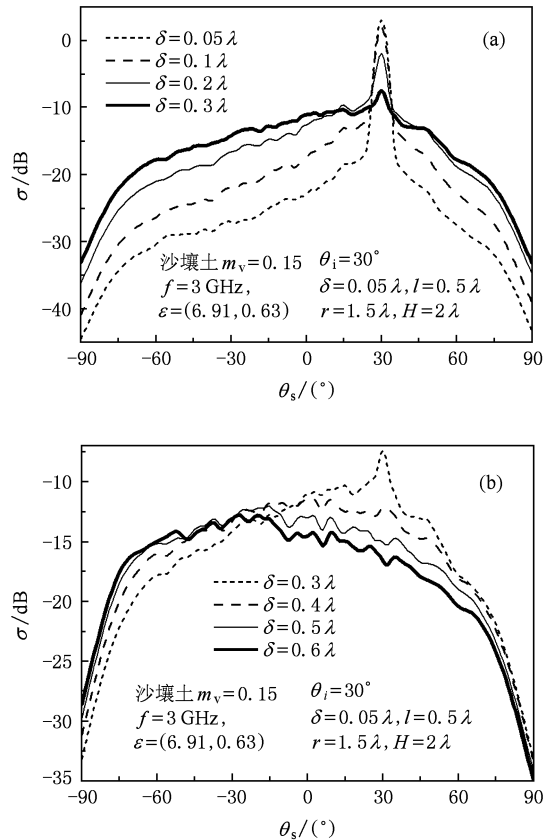 (a)
δ=0.05λ
δ=0.1λ
δ=0.2λ
δ=0.3λ
0
-10
-20
-30
-40
σ/dB
沙壤土 mv=0.15 θi=30°
f=3 GHz, δ=0.05λ, l=0.5λ
ε=(6.91,0.63) r=1.5λ, H=2λ
-90 -60 -30 0 30 60 90
θs/(°)
(b)
-10
-15
-20
-25
-30
-35
σ/dB
δ=0.3λ
δ=0.4λ
δ=0.5λ
δ=0.6λ
沙壤土 mv=0.15 θi=30°
f=3 GHz, δ=0.05λ, l=0.5λ
ε=(6.91,0.63) r=1.5λ, H=2λ
-90 -60 -30 0 30 60 90
θs/(°)